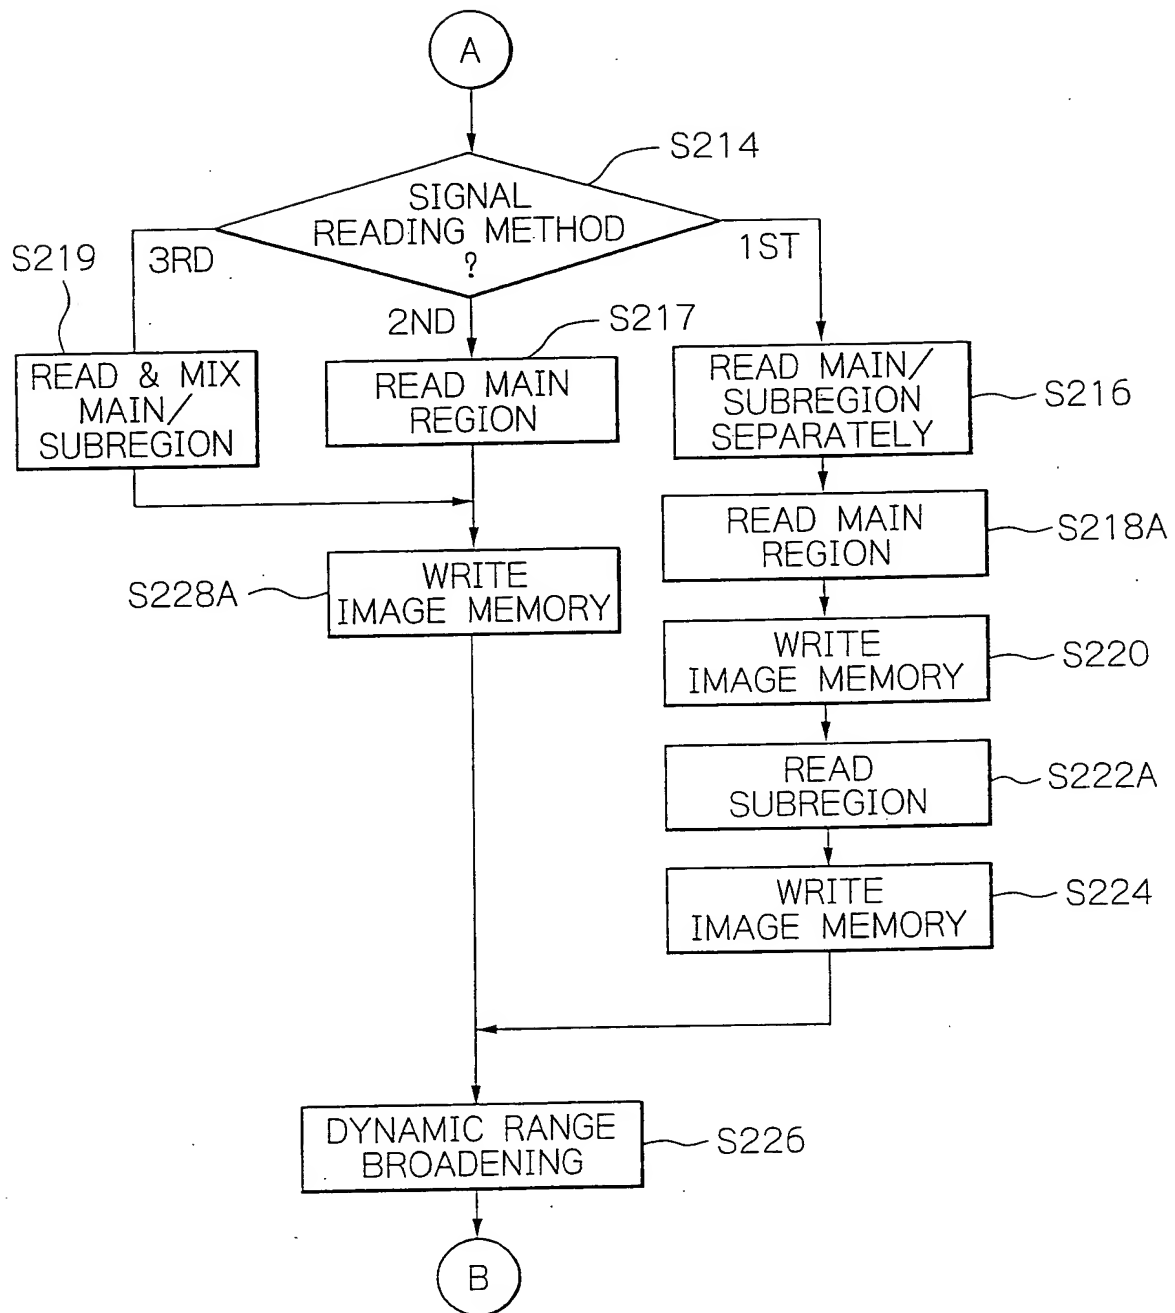 A
S214
SIGNAL
READING METHOD
?
3RD
2ND
1ST
S219
READ & MIX
MAIN/
SUBREGION
S217
READ MAIN
REGION
READ MAIN/
SUBREGION
SEPARATELY
S216
READ MAIN
REGION
S218A
S228A
WRITE
IMAGE MEMORY
WRITE
IMAGE MEMORY
S220
READ
SUBREGION
S222A
WRITE
IMAGE MEMORY
S224
DYNAMIC RANGE
BROADENING
S226
B